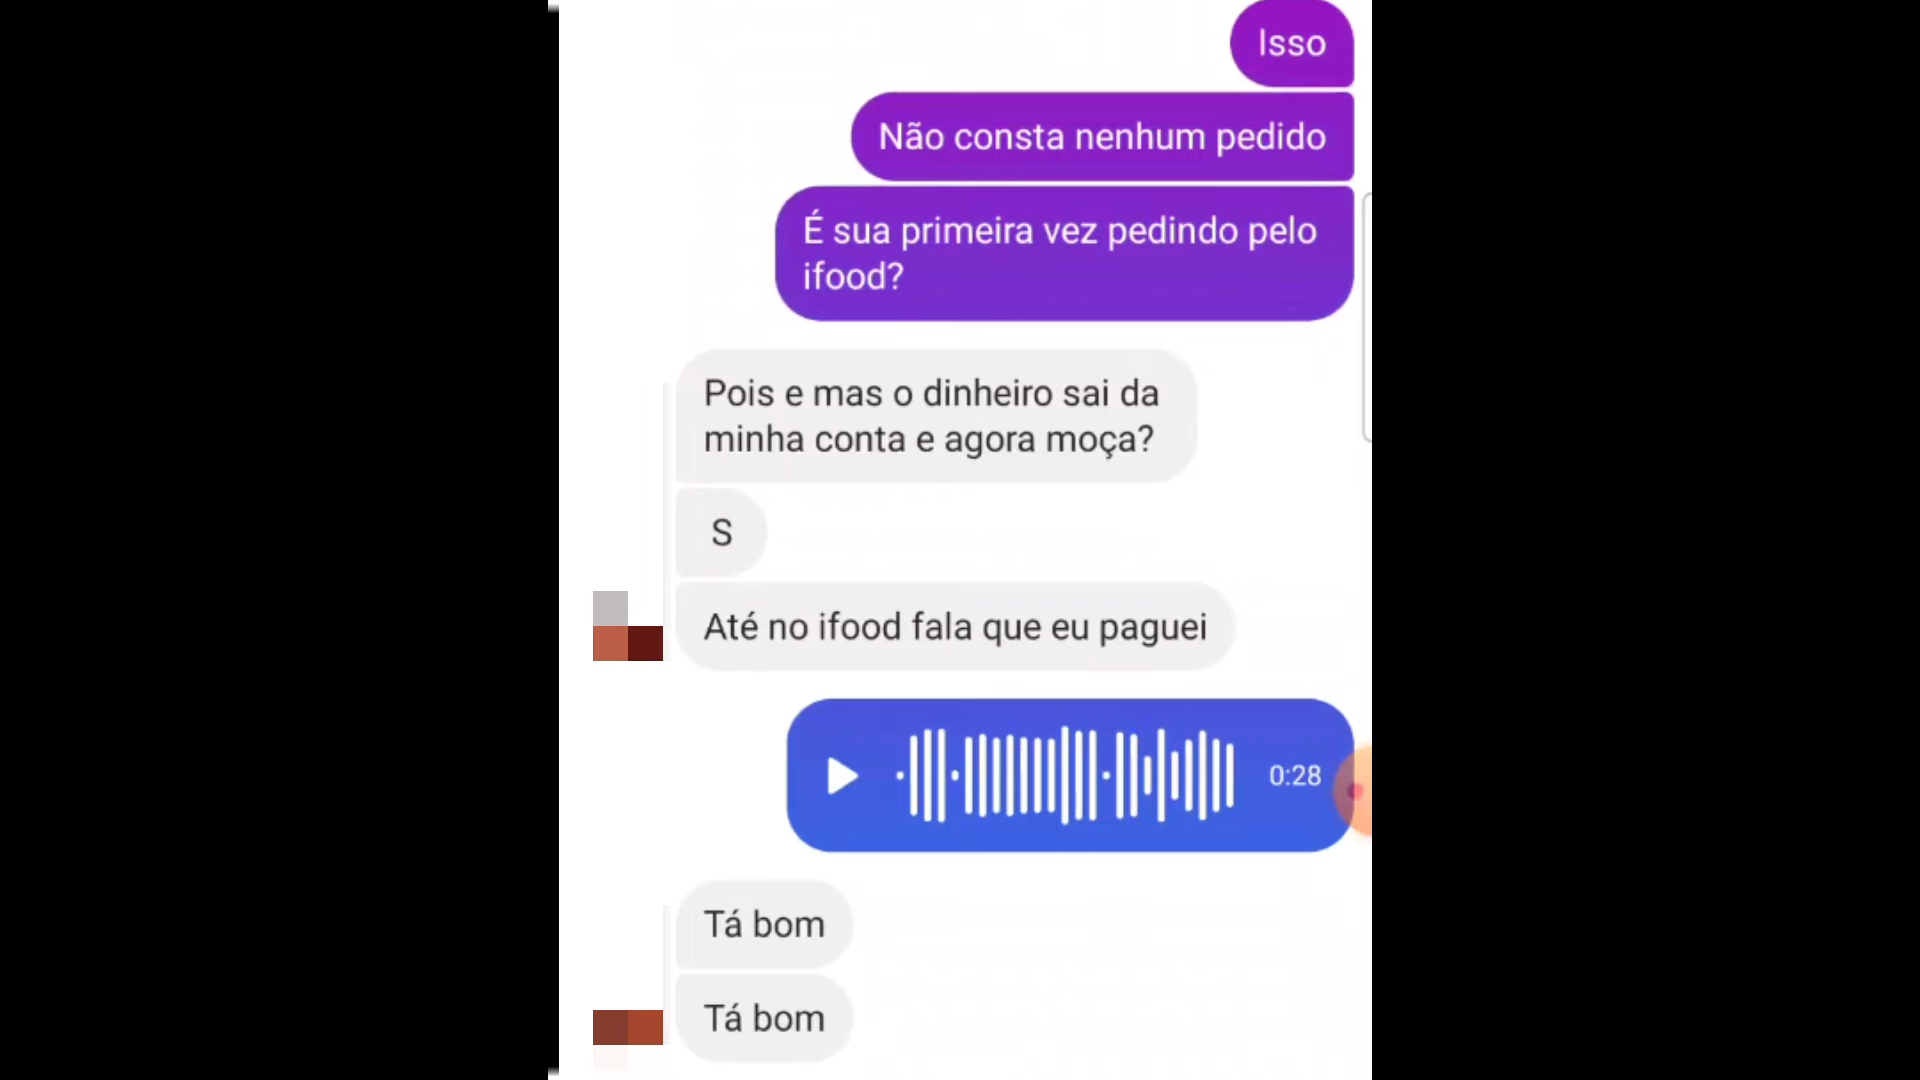 Isso
Não consta nenhum pedido
É sua primeira vez pedindo pelo
ifood?
Pois e mas o dinheiro sai da
minha conta e agora moça?
S
Até no ifood fala que eu paguei
0:28
Tá bom
Tá bom